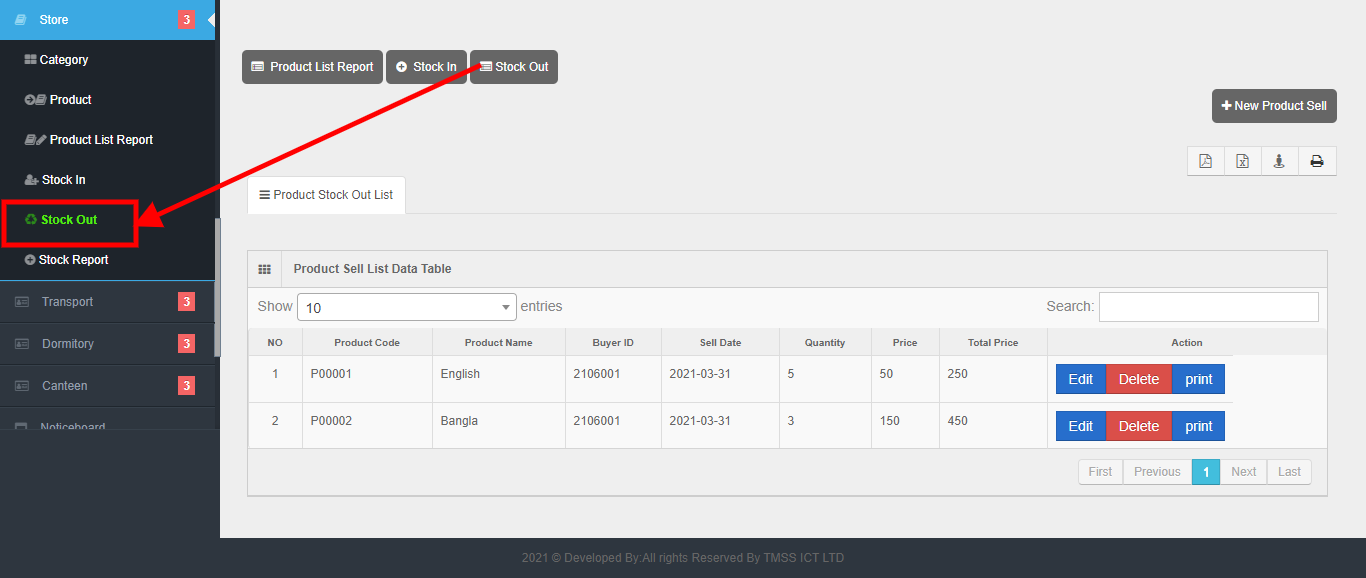 Store 3
Category
Product
Product List Report
Stock In
Stock Out
Stock Report
Transport 3
Dormitory 3
Canteen 3
Noticeboard
Product List Report Stock In Stock Out
New Product Sell
Product Stock Out List
Product Sell List Data Table
Show 10 entries Search:
NO Product Code Product Name Buyer ID Sell Date Quantity Price Total Price Action
1 P00001 English 2106001 2021-03-31 5 50 250 Edit Delete print
2 P00002 Bangla 2106001 2021-03-31 3 150 450 Edit Delete print
First Previous 1 Next Last
2021 © Developed By:All rights Reserved By TMSS ICT LTD